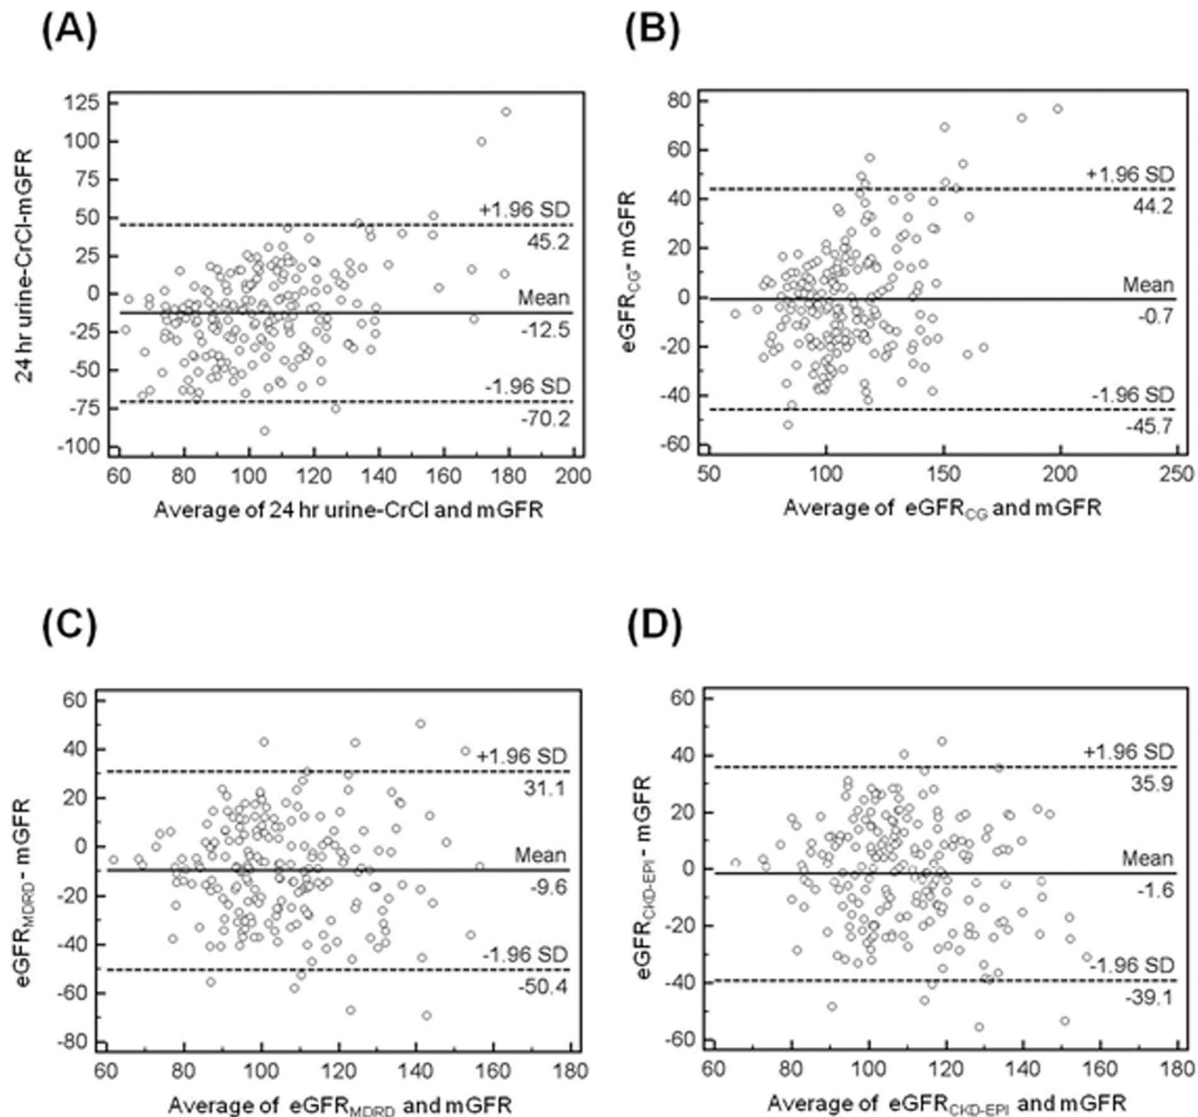 (A)
(B)
24 hr urine-CrCl-mGFR
125
100
75
50
25
0
-25
-50
-75
-100
+1.96 SD
45.2
Mean
-12.5
-1.96 SD
-70.2
60 80 100 120 140 160 180 200
Average of 24 hr urine-CrCl and mGFR
eGFRCG- mGFR
80
60
40
20
0
-20
-40
-60
+1.96 SD
44.2
Mean
-0.7
-1.96 SD
-45.7
50 100 150 200 250
Average of eGFRCG and mGFR
(C)
(D)
eGFRMDRD- mGFR
60
40
20
0
-20
-40
-60
-80
+1.96 SD
31.1
Mean
-9.6
-1.96 SD
-50.4
60 80 100 120 140 160 180
Average of eGFRMDRD and mGFR
eGFRCKD-EPI- mGFR
60
40
20
0
-20
-40
-60
+1.96 SD
35.9
Mean
-1.6
-1.96 SD
-39.1
60 80 100 120 140 160 180
Average of eGFRCKD-EPI and mGFR